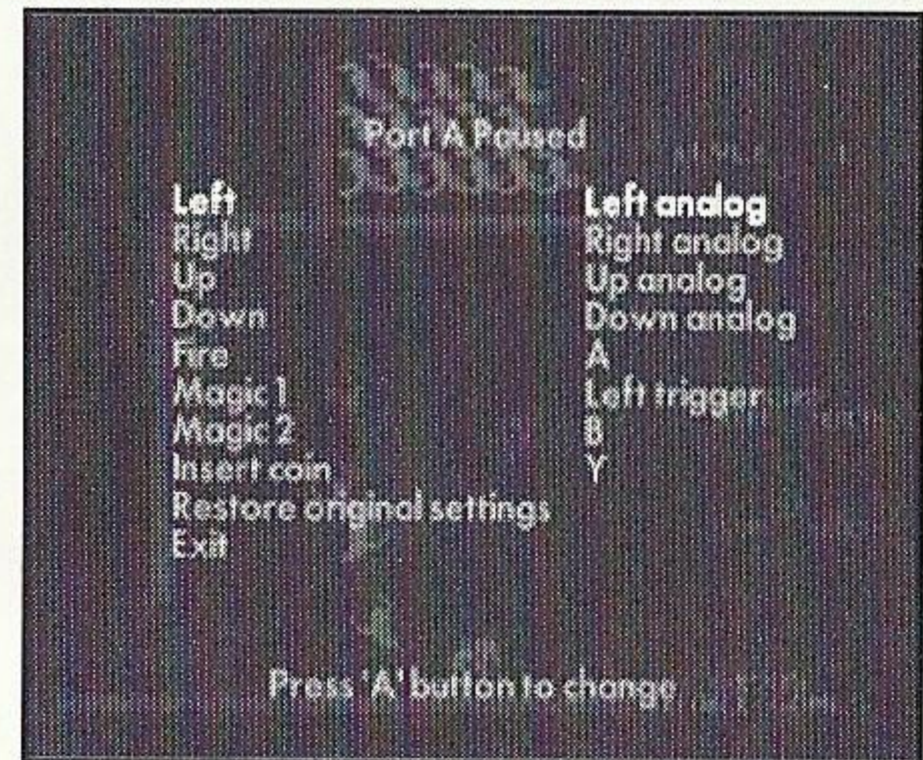 Port A Paused
Left Left analog
Right Right analog
Up Up analog
Down Down analog
Fire A
Magic 1 Left trigger
Magic 2 B
Insert coin Y
Restore original settings
Exit
Press 'A' button to change